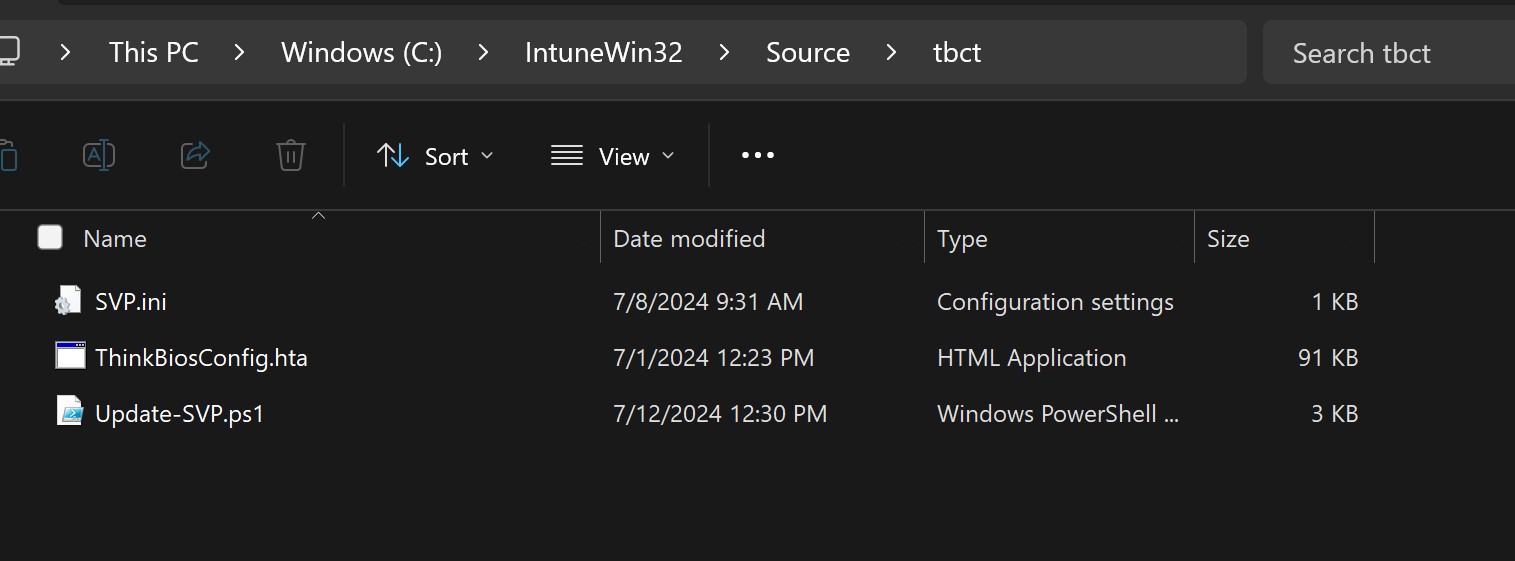 This PC > Windows (C:) > IntuneWin32 > Source > tbct Search tbct
Sort View
Name Date modified Type Size
SVP.ini 7/8/2024 9:31 AM Configuration settings 1 KB
ThinkBiosConfig.hta 7/1/2024 12:23 PM HTML Application 91 KB
Update-SVP.ps1 7/12/2024 12:30 PM Windows PowerShell ... 3 KB